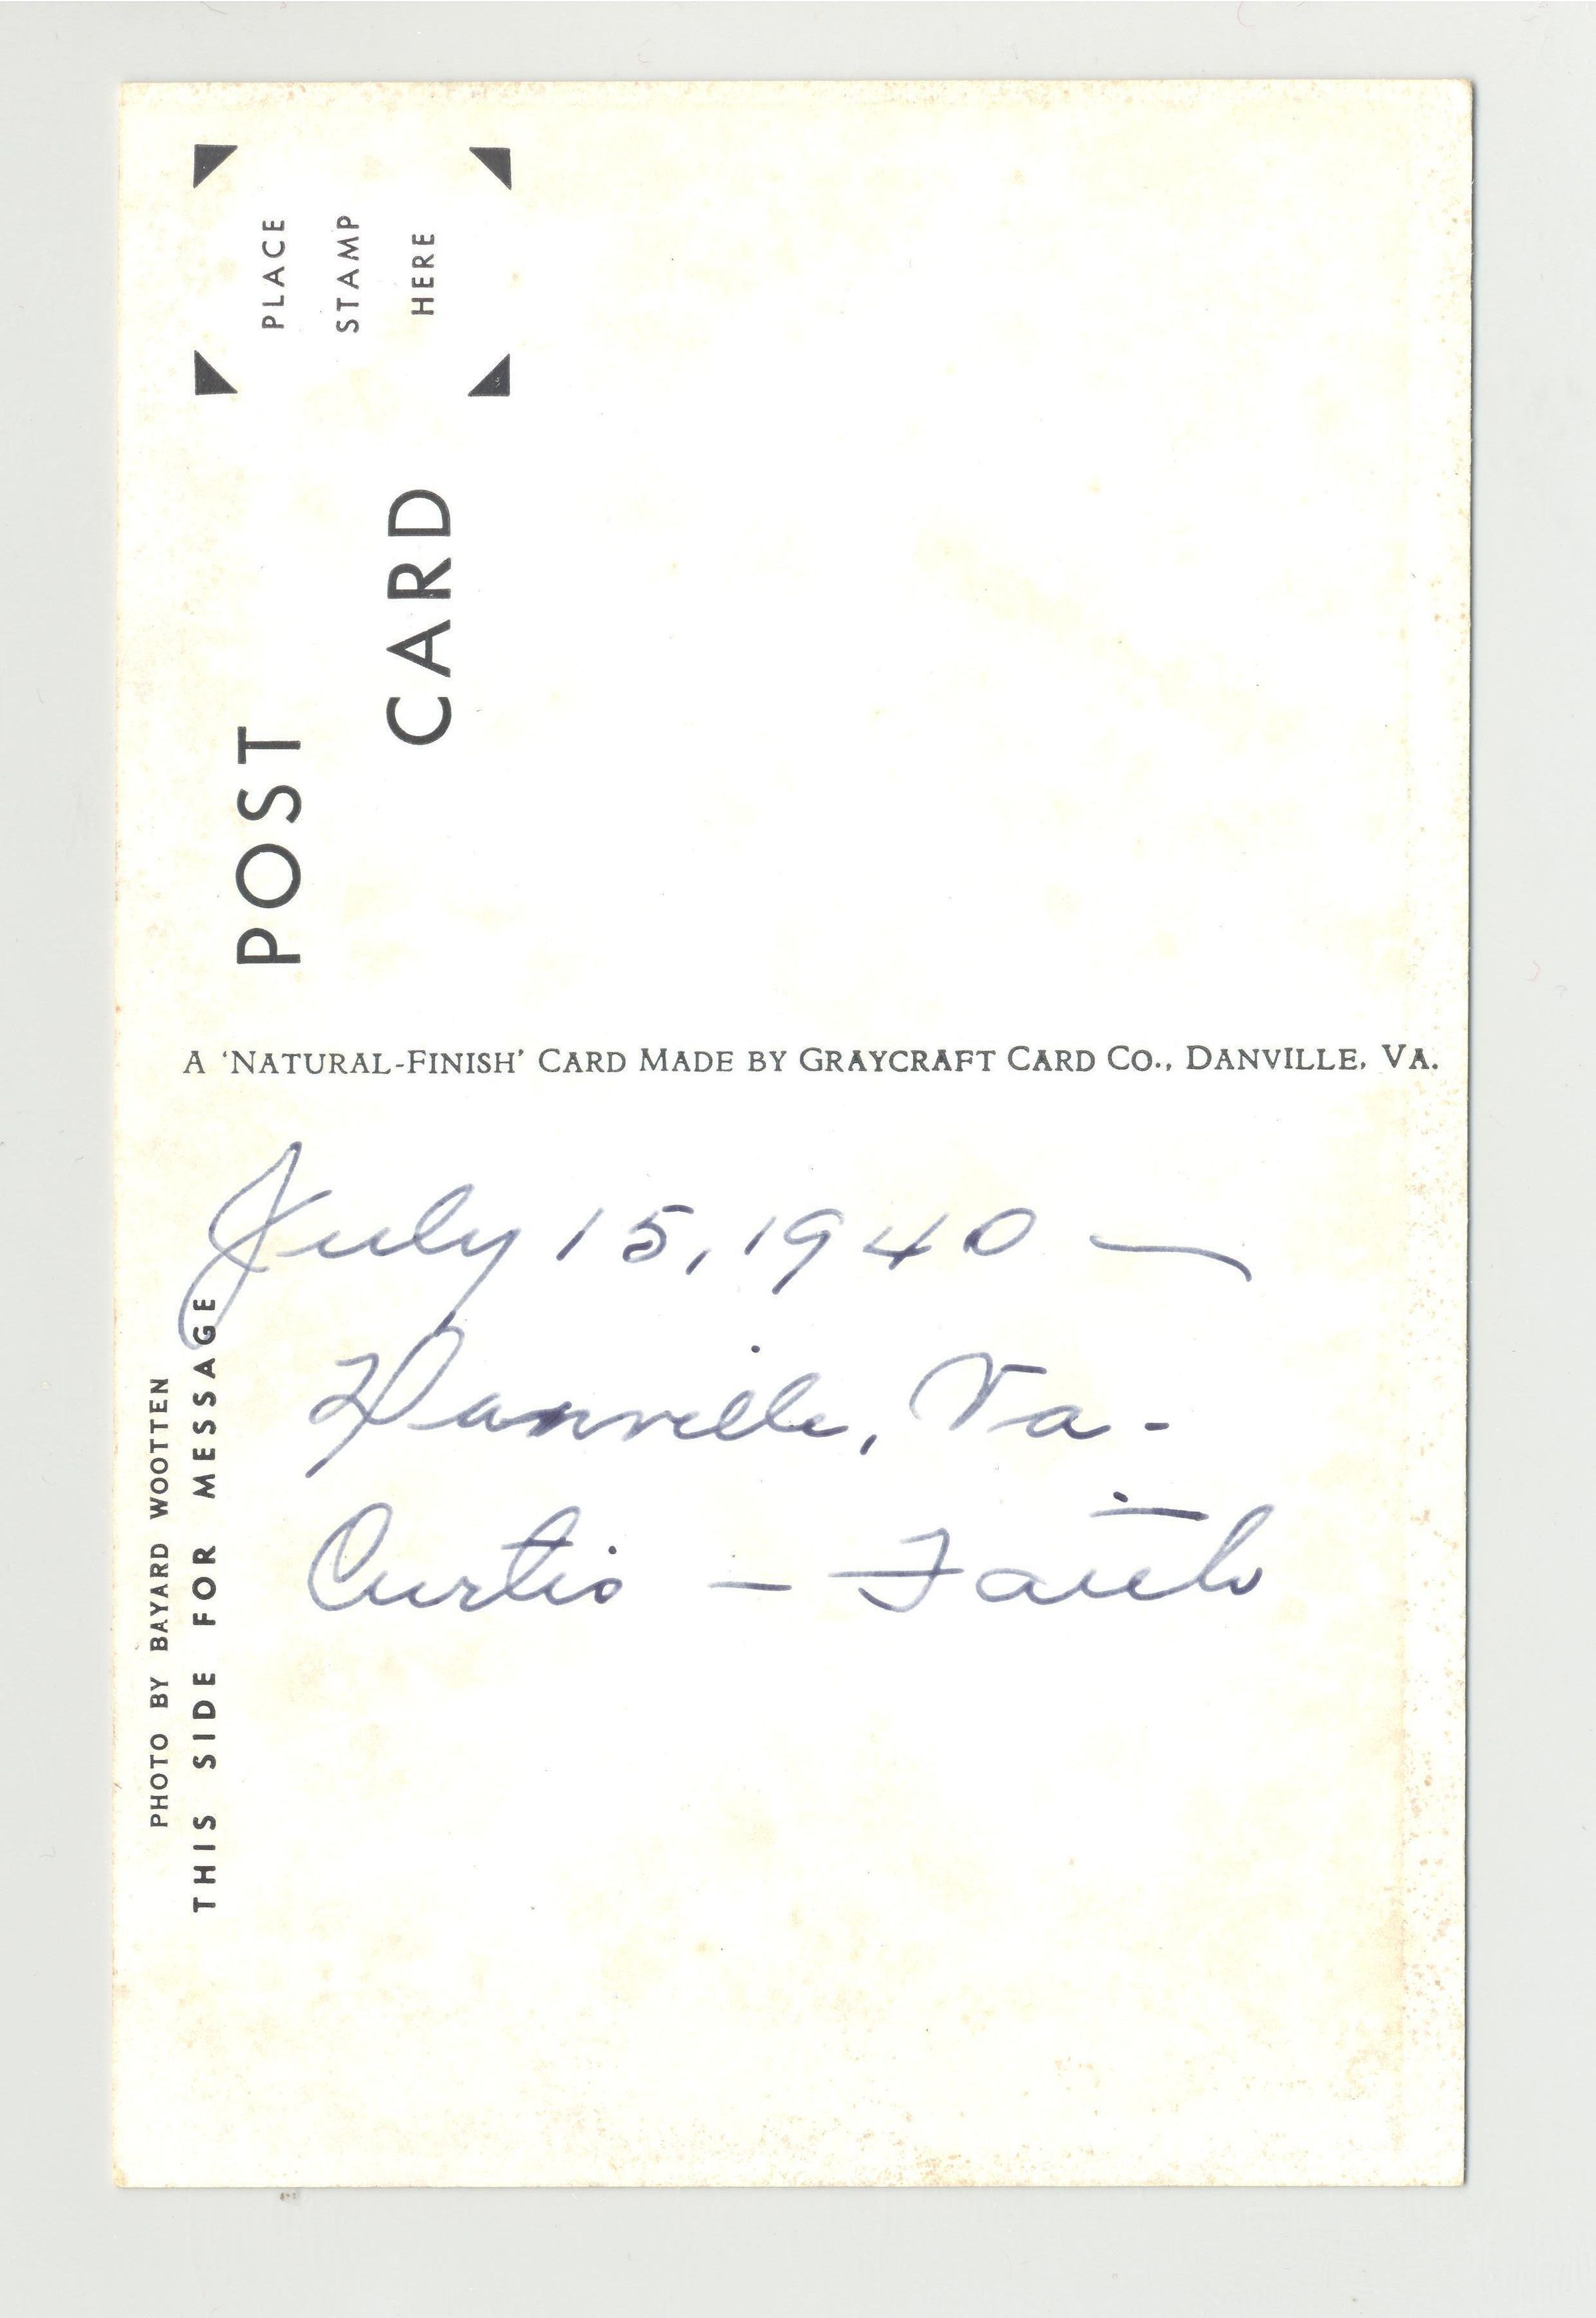 PLACE
STAMP
HERE
POST
CARD
A 'NATURAL-FINISH' CARD MADE BY GRAYCRAFT CARD CO., DANVILLE, VA.
PHOTO BY BAYARD WOOTTEN
THIS SIDE FOR MESSAGE
July 15, 1940 —
Danville, Va.
Curtis — Faith